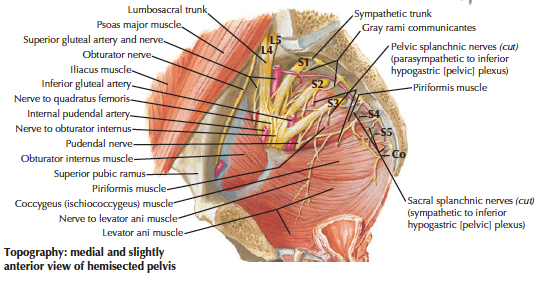 Lumbosacral trunk
Psoas major muscle
Superior gluteal artery and nerve
Obturator nerve
Iliacus muscle
Inferior gluteal artery
Nerve to quadratus femoris
Internal pudendal artery
Nerve to obturator internus
Pudendal nerve
Obturator internus muscle
Superior pubic ramus
Piriformis muscle
Coccygeus (ischiococcygeus) muscle
Nerve to levator ani muscle
Levator ani muscle
Topography: medial and slightly
anterior view of hemisected pelvis
L5
L4
S1
S2
S3
S4
S5
Co
Sympathetic trunk
Gray rami communicantes
Pelvic splanchnic nerves (cut)
(parasympathetic to inferior
hypogastric [pelvic] plexus)
Piriformis muscle
Sacral splanchnic nerves (cut)
(sympathetic to inferior
hypogastric [pelvic] plexus)